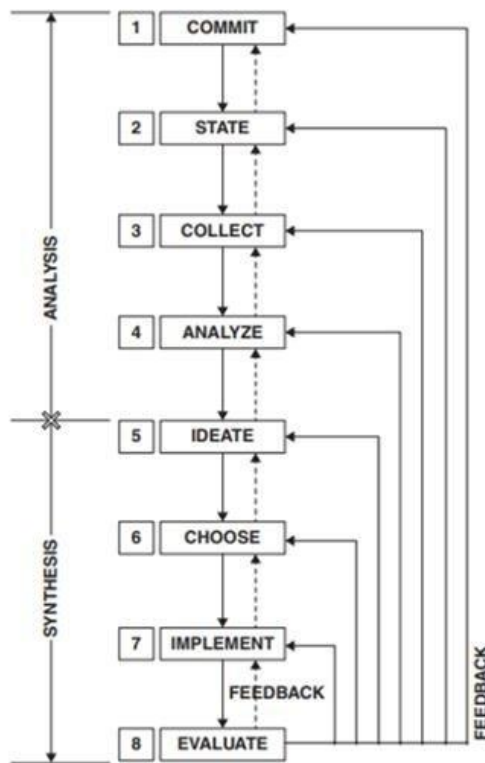 1 COMMIT
2 STATE
3 COLLECT
ANALYSIS
4 ANALYZE
5 IDEATE
6 CHOOSE
SYNTHESIS
7 IMPLEMENT
FEEDBACK
FEEDBACK
8 EVALUATE